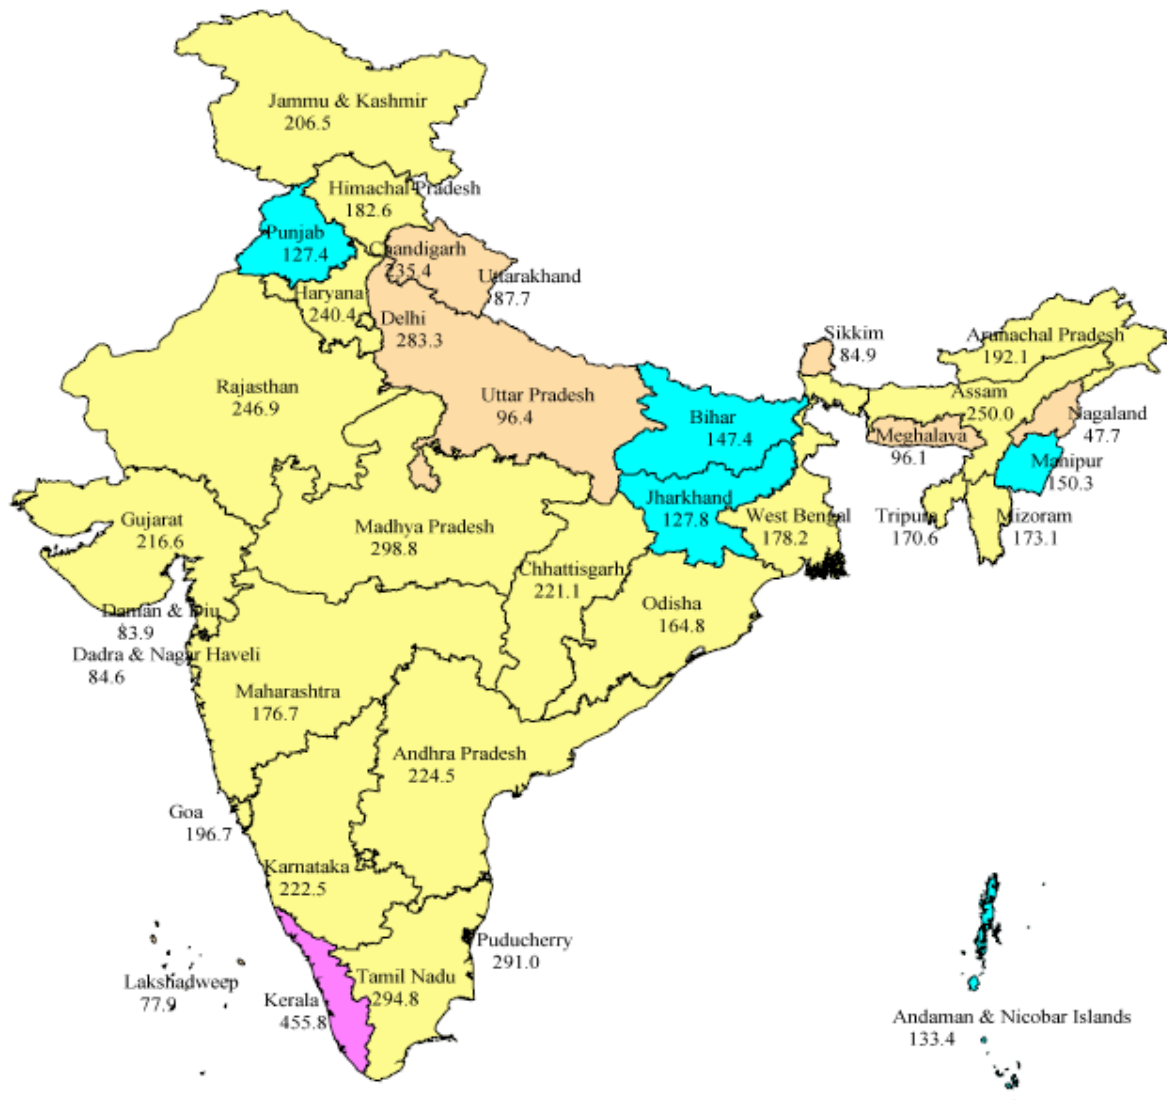 Jammu & Kashmir
206.5
Himachal Pradesh
182.6
Punjab
127.4
Chandigarh
235.4
Uttarakhand
87.7
Haryana
240.4
Delhi
283.3
Sikkim
84.9
Arunachal Pradesh
192.1
Rajasthan
246.9
Uttar Pradesh
96.4
Assam
250.0
Bihar
147.4
Nagaland
47.7
Meghalaya
96.1
Manipur
150.3
Jharkhand
127.8
West Bengal
178.2
Tripura
170.6
Mizoram
173.1
Gujarat
216.6
Madhya Pradesh
298.8
Chhattisgarh
221.1
Odisha
164.8
Daman & Diu
83.9
Dadra & Nagar Haveli
84.6
Maharashtra
176.7
Andhra Pradesh
224.5
Goa
196.7
Karnataka
222.5
Puducherry
291.0
Lakshadweep
77.9
Kerala
455.8
Tamil Nadu
294.8
Andaman & Nicobar Islands
133.4